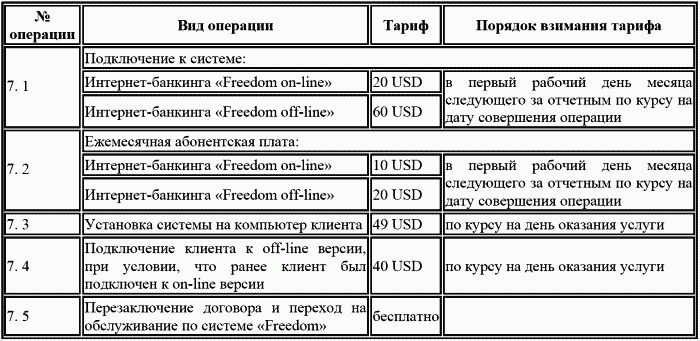 № операции Вид операции Тариф Порядок взимания тарифа
7. 1 Подключение к системе:
Интернет-банкинга «Freedom on-line» 20 USD в первый рабочий день месяца
следующего за отчетным по курсу на
Интернет-банкинга «Freedom off-line» 60 USD дату совершения операции
7. 2 Ежемесячная абонентская плата:
Интернет-банкинга «Freedom on-line» 10 USD в первый рабочий день месяца
следующего за отчетным по курсу на
Интернет-банкинга «Freedom off-line» 20 USD дату совершения операции
7. 3 Установка системы на компьютер клиента 49 USD по курсу на день оказания услуги
Подключение клиента к off-line версии,
7. 4 при условии, что ранее клиент был 40 USD по курсу на день оказания услуги
подключен к on-line версии
7. 5 Перезаключение договора и переход на бесплатно
обслуживание по системе «Freedom»